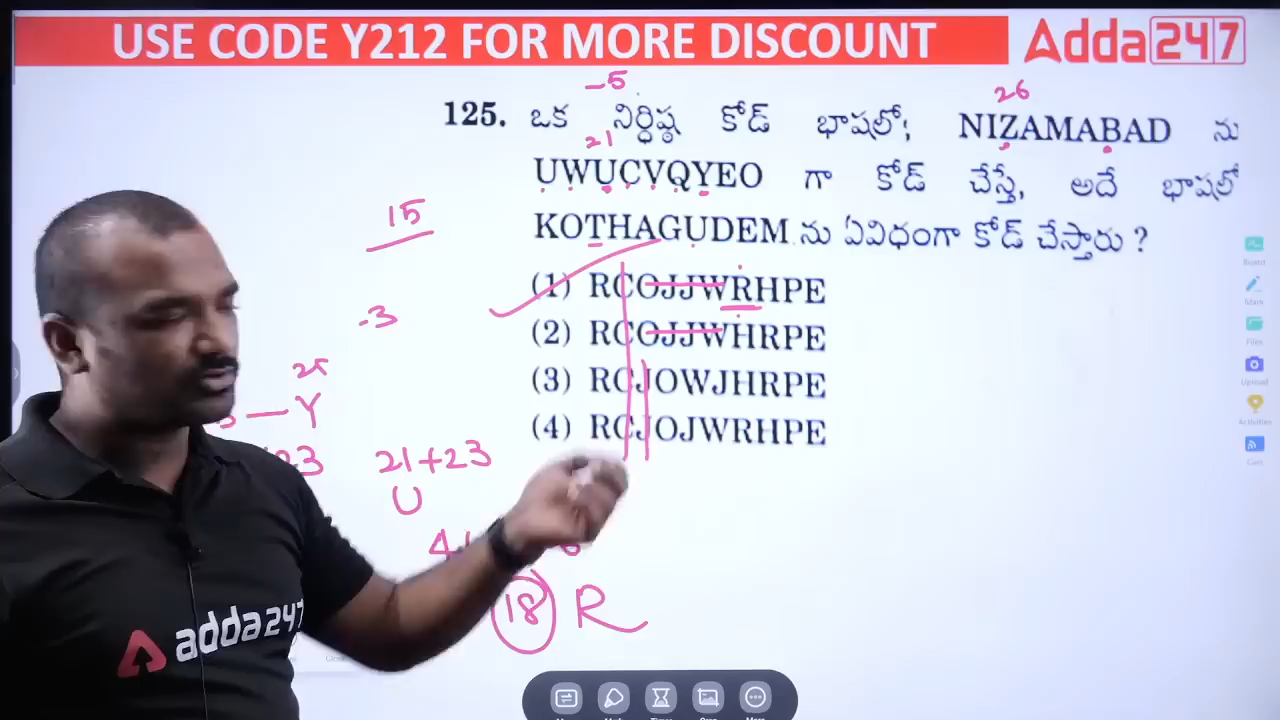 USE CODE Y212 FOR MORE DISCOUNT Adda247
-5
26
125. ఒక నిర్ధిష్ఠ కోడ్ భాషలో; NIZAMABAD ను
21
UWUCVQYEO గా కోడ్ చేస్తే, అదే భాషలో
15
KOTHAGUDEM ను ఏవిధంగా కోడ్ చేస్తారు ?
(1) RCOJJWRHPE
-3
(2) RCOJJWHRPE
25
(3) RCJOWJHRPE
— Y
(4) RCJOJWRHPE
21+23
U
18 R
adda247